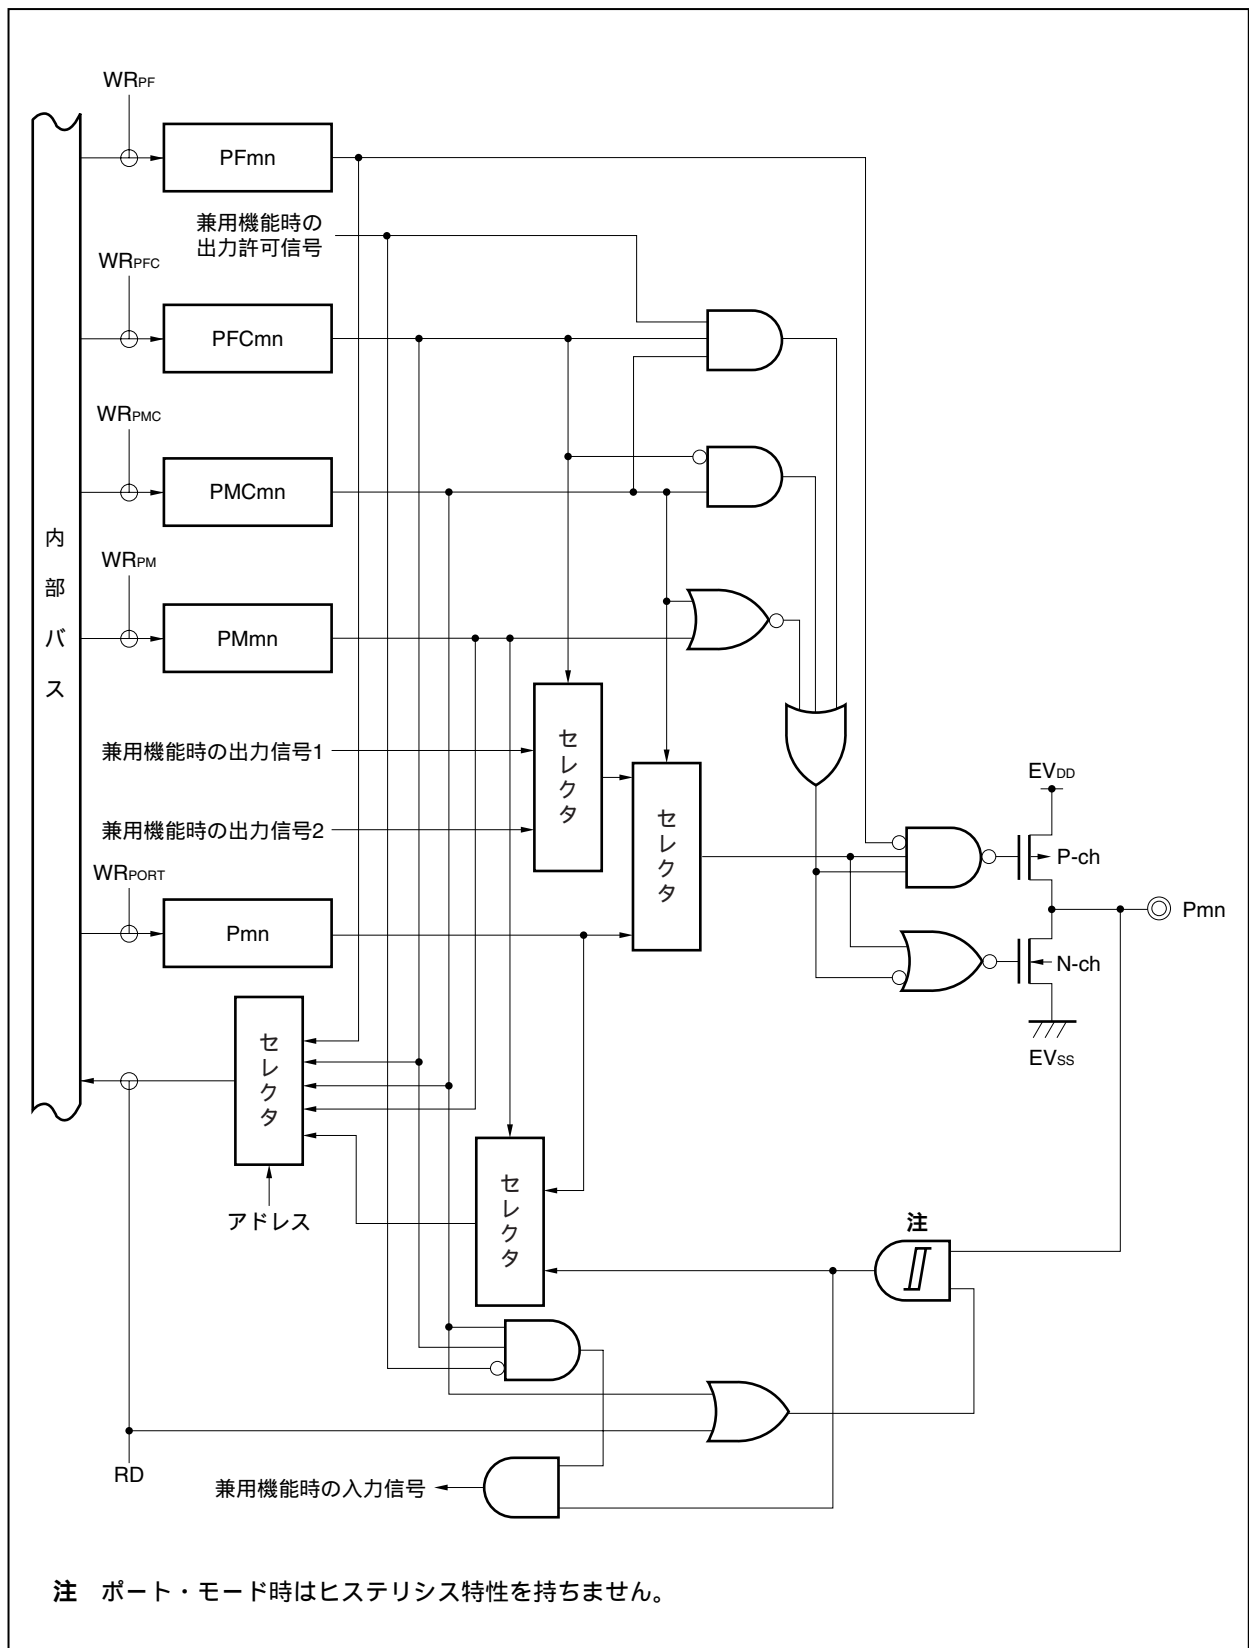 WRPF
PFmn
兼用機能時の
出力許可信号
WRPFC
PFCmn
WRPMC
PMCmn
内部バス
WRPM
PMmn
セレクタ
兼用機能時の出力信号1
セレクタ
兼用機能時の出力信号2
EVDD
P-ch
WRPORT
Pmn
Pmn
N-ch
EVSS
セレクタ
アドレス
セレクタ
注
RD
兼用機能時の入力信号
注 ポート・モード時はヒステリシス特性を持ちません。